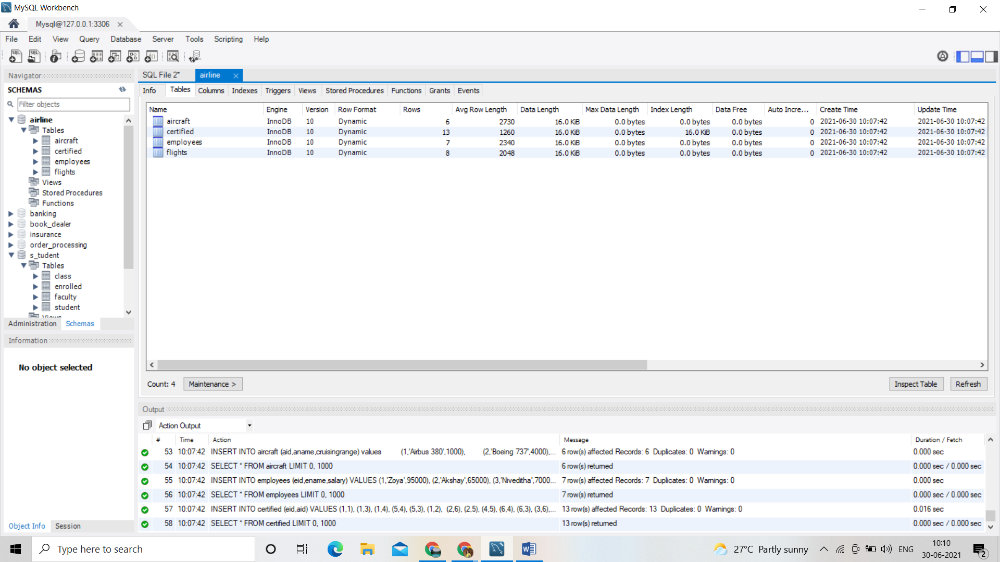 MySQL Workbench
Mysql@127.0.0.1:3306
File Edit View Query Database Server Tools Scripting Help
Navigator
SCHEMAS
Filter objects
airline
Tables
aircraft
certified
employees
flights
Views
Stored Procedures
Functions
banking
book_dealer
insurance
order_processing
s_tudent
Tables
class
enrolled
faculty
student
Views
Administration Schemas
Information
No object selected
Object Info Session
SQL File 2* airline
Info Tables Columns Indexes Triggers Views Stored Procedures Functions Grants Events
Name Engine Version Row Format Rows Avg Row Length Data Length Max Data Length Index Length Data Free Auto Incre... Create Time Update Time
aircraft InnoDB 10 Dynamic 6 2730 16.0 KiB 0.0 bytes 0.0 bytes 0.0 bytes 0 2021-06-30 10:07:42 2021-06-30 10:07:42
certified InnoDB 10 Dynamic 13 1260 16.0 KiB 0.0 bytes 16.0 KiB 0.0 bytes 0 2021-06-30 10:07:42 2021-06-30 10:07:42
employees InnoDB 10 Dynamic 7 2340 16.0 KiB 0.0 bytes 0.0 bytes 0.0 bytes 0 2021-06-30 10:07:42 2021-06-30 10:07:42
flights InnoDB 10 Dynamic 8 2048 16.0 KiB 0.0 bytes 0.0 bytes 0.0 bytes 0 2021-06-30 10:07:42 2021-06-30 10:07:42
Count: 4 Maintenance > Inspect Table Refresh
Output
Action Output
# Time Action Message Duration / Fetch
53 10:07:42 INSERT INTO aircraft (aid,aname,cruisingrange) values (1,'Airbus 380',1000), (2,'Boeing 737',4000),... 6 row(s) affected Records: 6 Duplicates: 0 Warnings: 0 0.000 sec
54 10:07:42 SELECT * FROM aircraft LIMIT 0, 1000 6 row(s) returned 0.000 sec / 0.000 sec
55 10:07:42 INSERT INTO employees (eid,ename,salary) VALUES (1,'Zoya',95000), (2,'Akshay',65000), (3,'Niveditha',7000... 7 row(s) affected Records: 7 Duplicates: 0 Warnings: 0 0.000 sec
56 10:07:42 SELECT * FROM employees LIMIT 0, 1000 7 row(s) returned 0.000 sec / 0.000 sec
57 10:07:42 INSERT INTO certified (eid,aid) VALUES (1,1), (1,3), (1,4), (5,4), (5,3), (1,2), (2,6), (2,5), (4,5), (6,4), (6,3), (3,6),... 13 row(s) affected Records: 13 Duplicates: 0 Warnings: 0 0.016 sec
58 10:07:42 SELECT * FROM certified LIMIT 0, 1000 13 row(s) returned 0.000 sec / 0.000 sec
Type here to search
27°C Partly sunny
ENG
10:10
30-06-2021
2